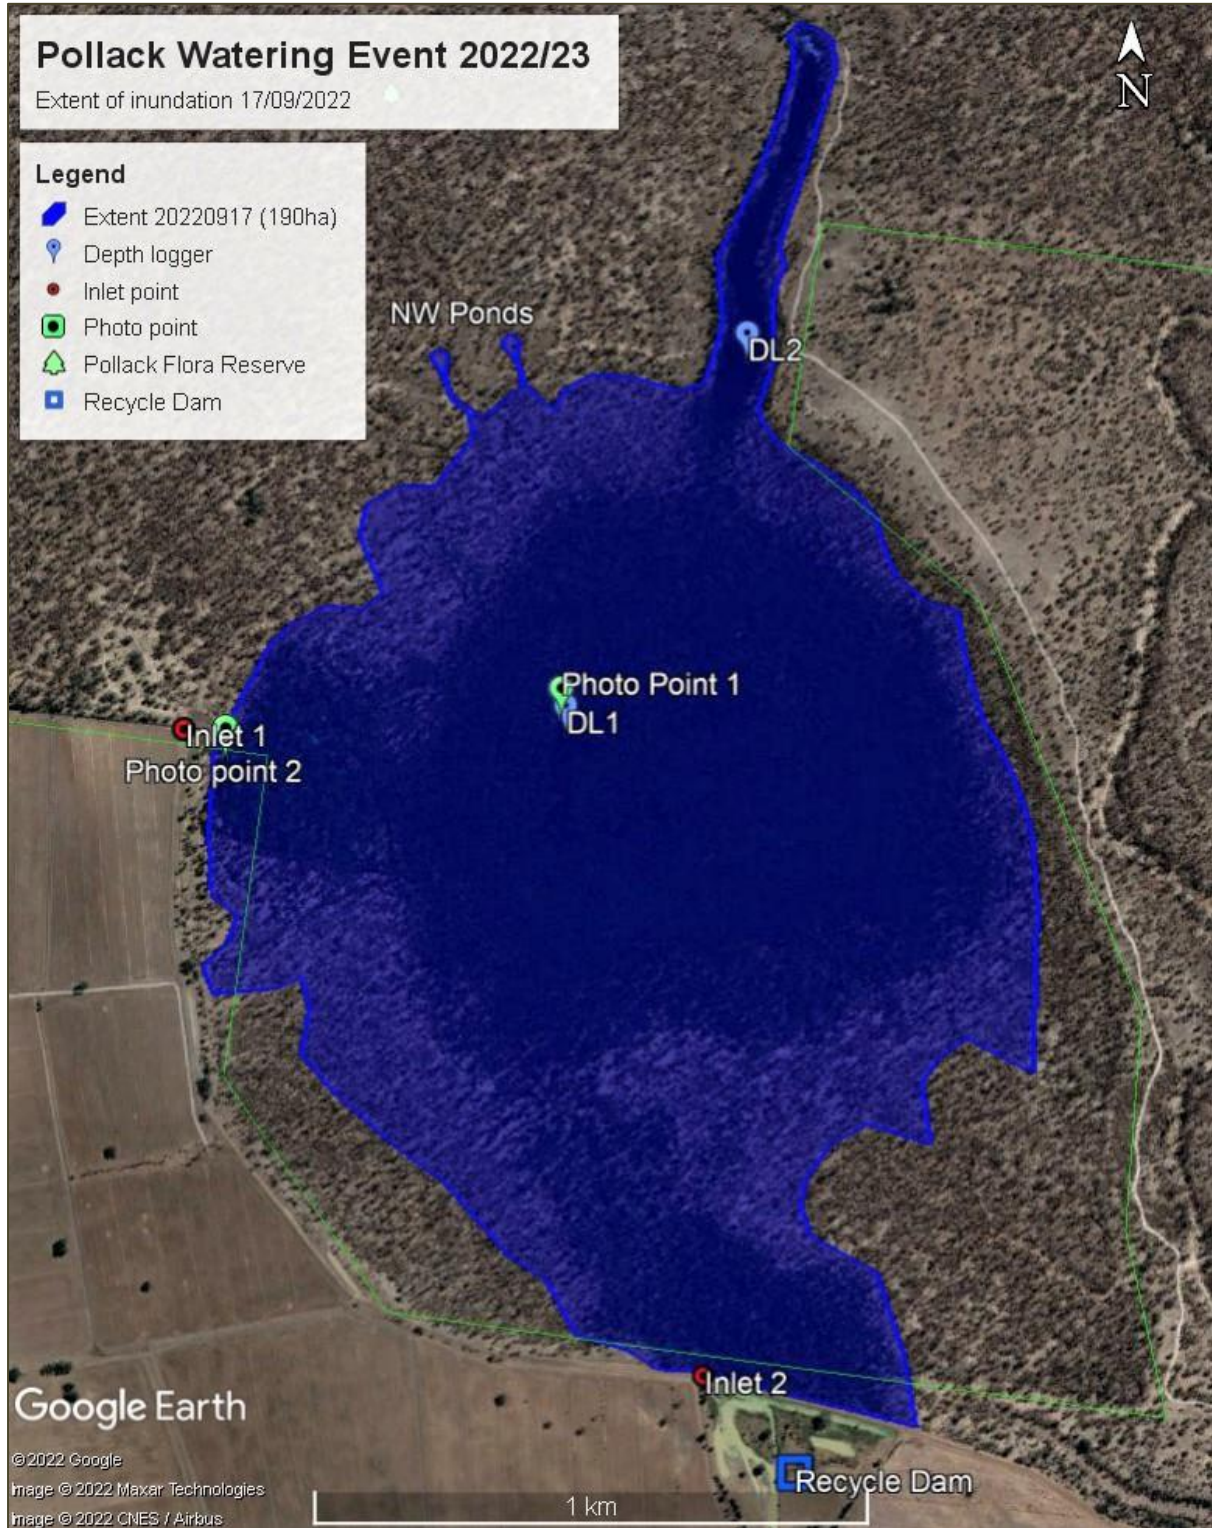 Pollack Watering Event 2022/23
Extent of inundation 17/09/2022
N
Legend
Extent 20220917 (190ha)
Depth logger
Inlet point
Photo point
Pollack Flora Reserve
Recycle Dam
NW Ponds
DL2
Photo Point 1
DL1
Inlet 1
Photo point 2
Inlet 2
Recycle Dam
Google Earth
©2022 Google
Image © 2022 Maxar Technologies
Image © 2022 CNES / Airbus
1 km